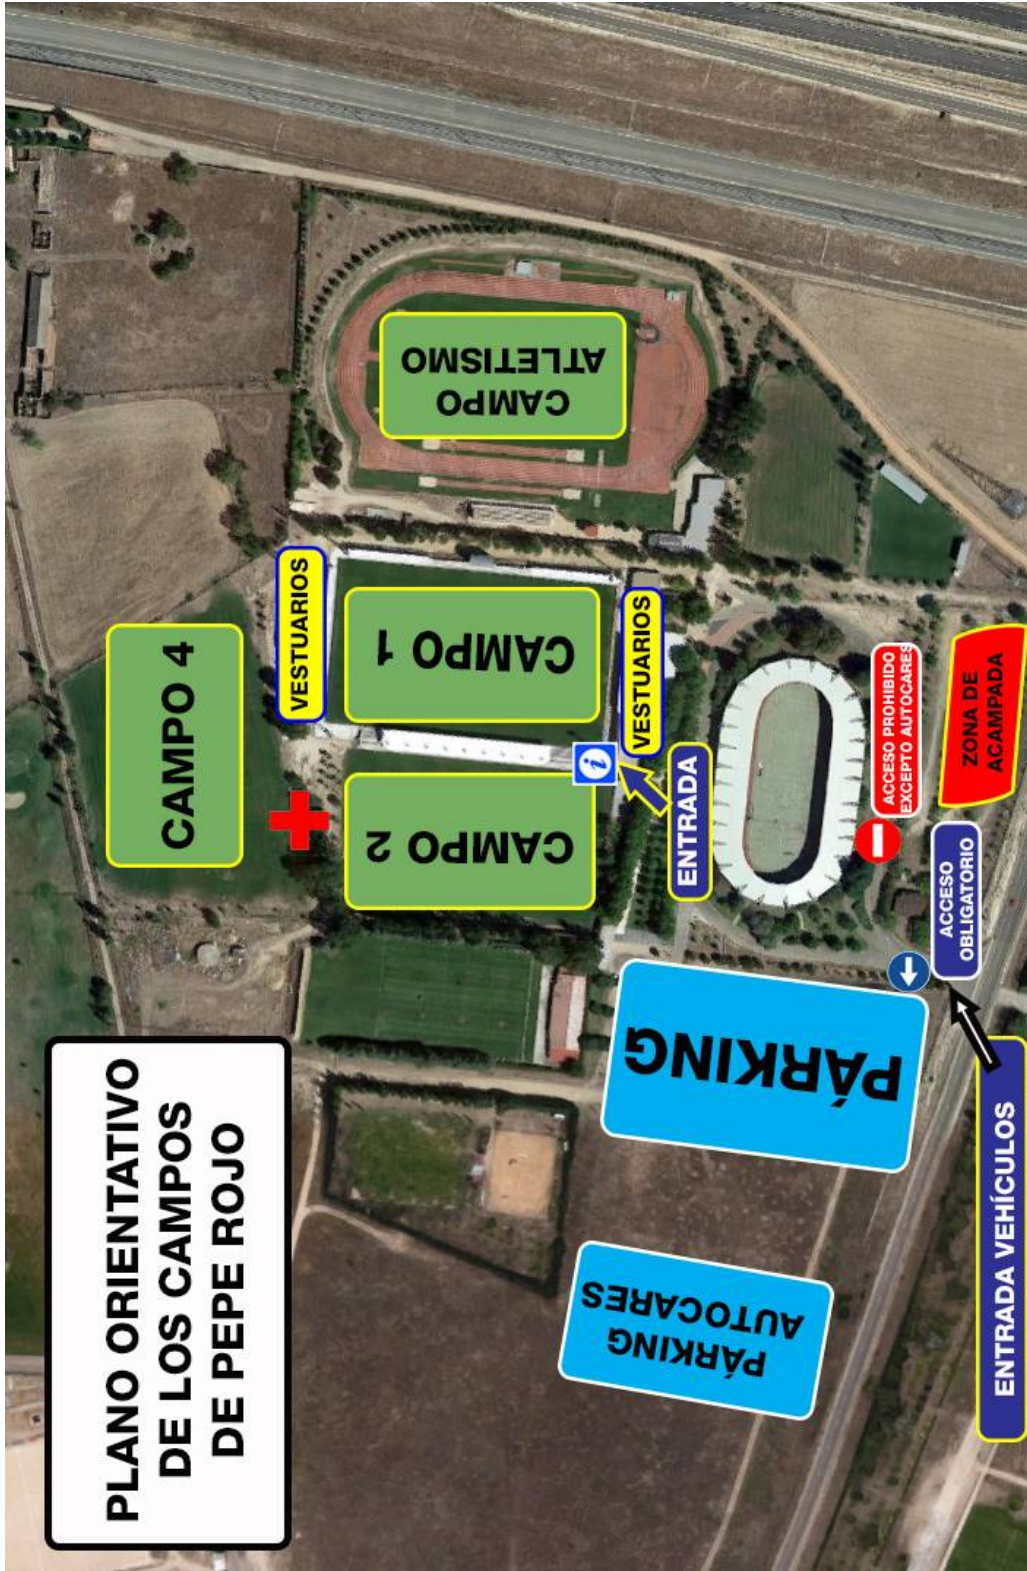 PLANO ORIENTATIVO
DE LOS CAMPOS
DE PEPE ROJO
CAMPO 4
VESTUARIOS
CAMPO
ATLETISMO
CAMPO 1
CAMPO 2
VESTUARIOS
i
ENTRADA
PÁRKING
PÁRKING
AUTOCARES
ACCESO PROHIBIDO
EXCEPTO AUTOCARES
ZONA DE
ACAMPADA
ACCESO
OBLIGATORIO
ENTRADA VEHÍCULOS